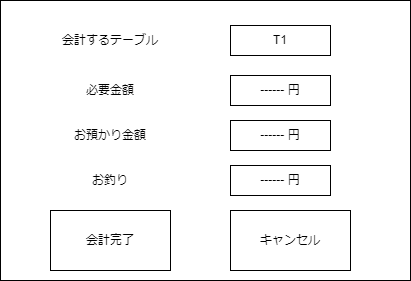 会計するテーブル T1
必要金額 ------ 円
お預かり金額 ------ 円
お釣り ------ 円
会計完了 キャンセル